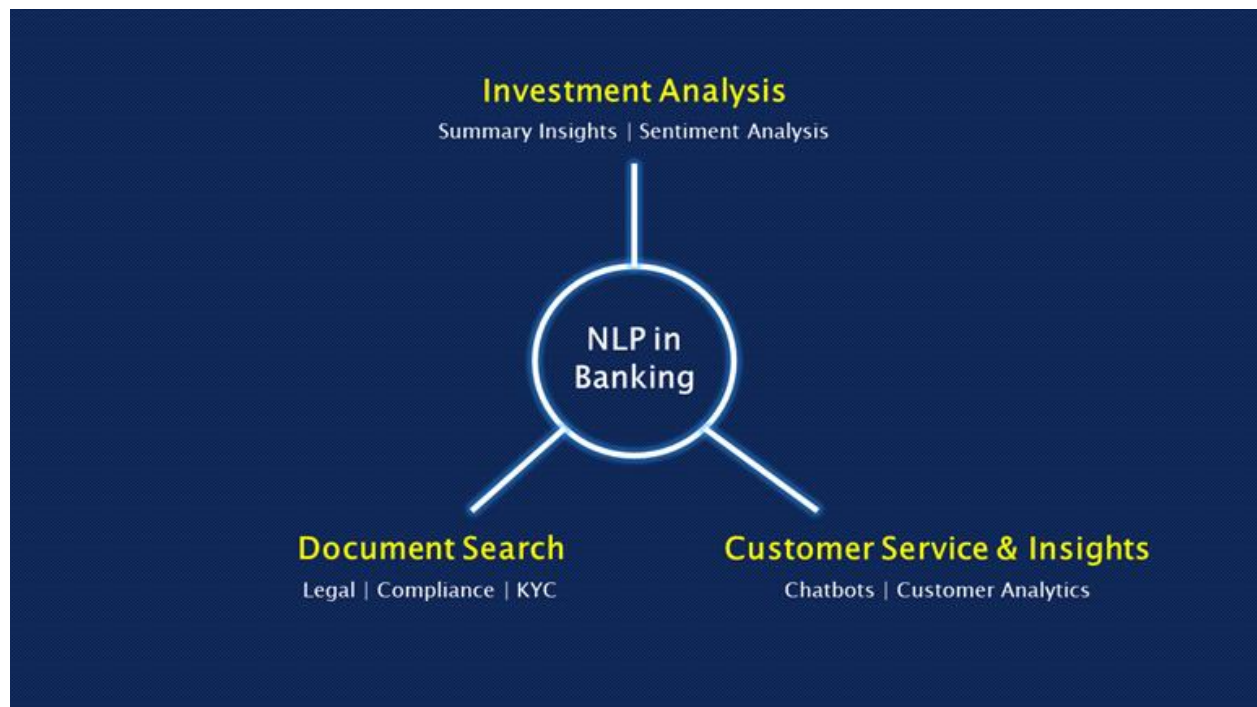 Investment Analysis
Summary Insights | Sentiment Analysis
NLP in
Banking
Document Search
Legal | Compliance | KYC
Customer Service & Insights
Chatbots | Customer Analytics